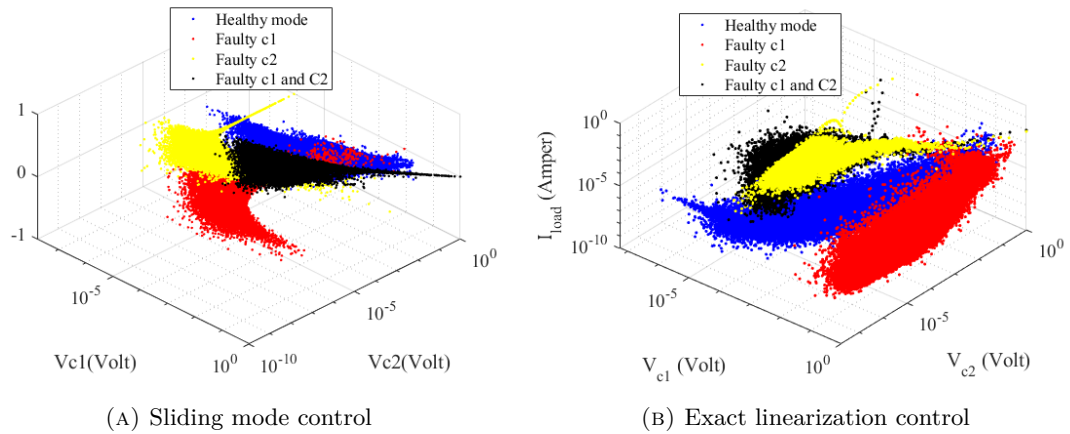 Healthy mode
Faulty c1
Faulty c2
Faulty c1 and C2
1
0
-1
10^-5
10^0
10^-10
10^-5
10^0
Vc1(Volt)
Vc2(Volt)
(A) Sliding mode control
Healthy mode
Faulty c1
Faulty c2
Faulty c1 and C2
I_load (Amper)
10^0
10^-5
10^-10
10^-5
10^0
10^-5
10^0
V_c1 (Volt)
V_c2 (Volt)
(B) Exact linearization control